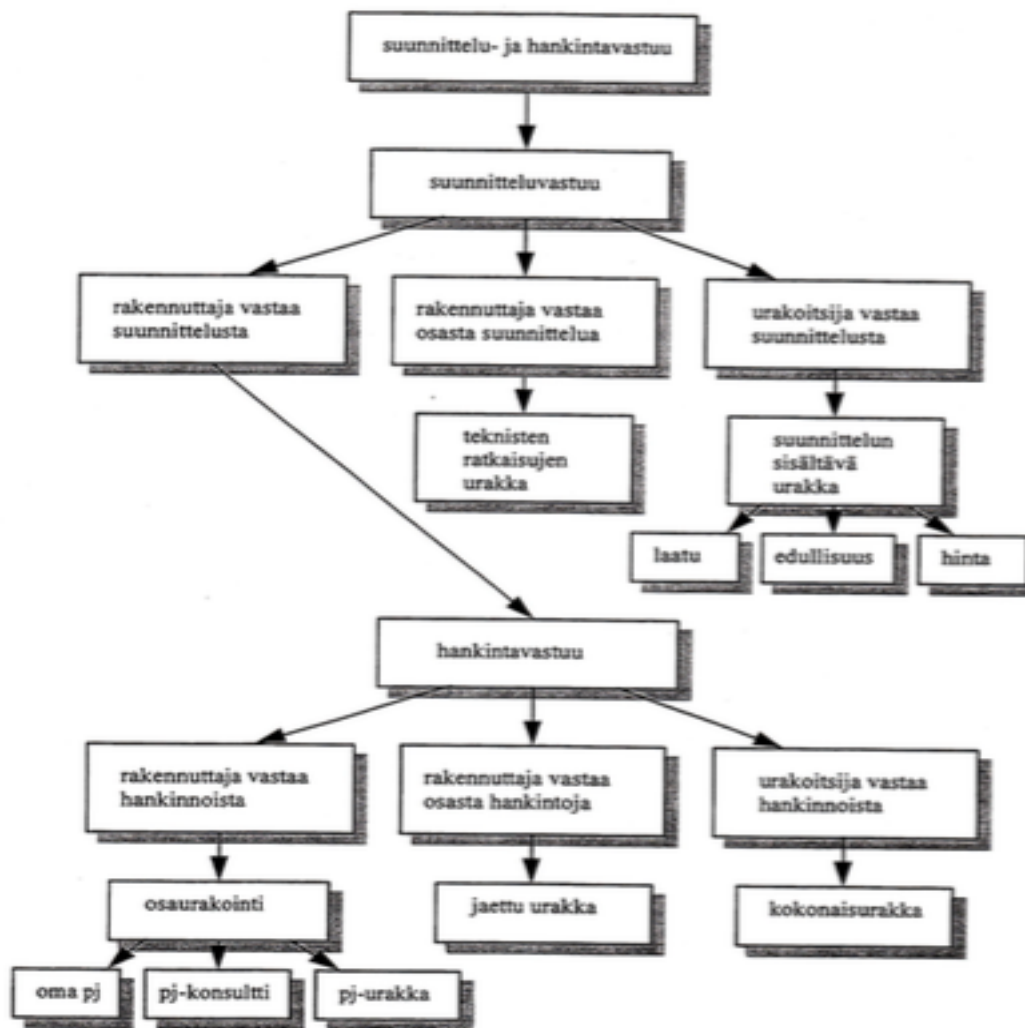 suunnittelu- ja hankintavastuu
suunnitteluvastuu
rakennuttaja vastaa
suunnittelusta
rakennuttaja vastaa
osasta suunnittelua
urakoitsija vastaa
suunnittelusta
teknisten
ratkaisujen
urakka
suunnittelun
sisältävä
urakka
laatu
edullisuus
hinta
hankintavastuu
rakennuttaja vastaa
hankinnoista
rakennuttaja vastaa
osasta hankintoja
urakoitsija vastaa
hankinnoista
osaurakointi
jaettu urakka
kokonaisurakka
oma pj
pj-konsultti
pj-urakka